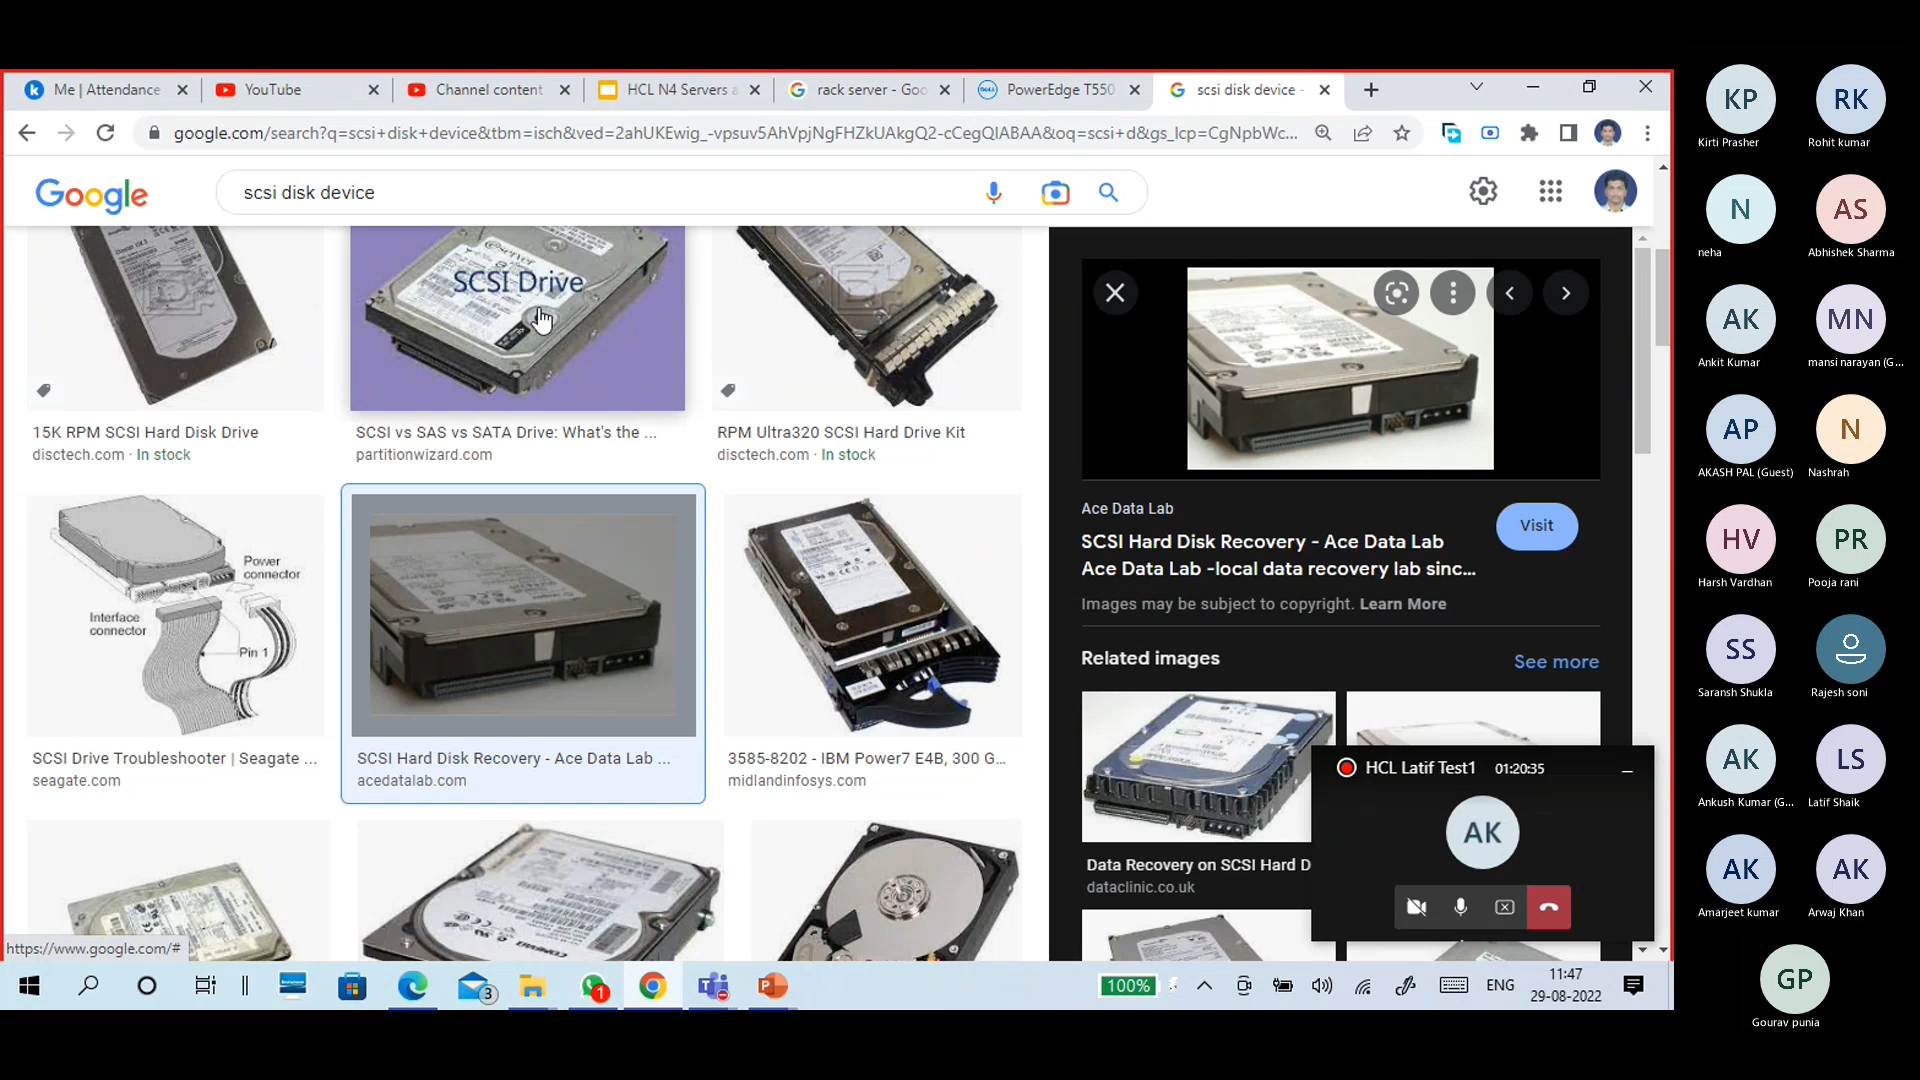 Me | Attendance
YouTube
Channel content
HCL N4 Servers a
rack server - Goo
PowerEdge T550
scsi disk device -
google.com/search?q=scsi+disk+device&tbm=isch&ved=2ahUKEwig_-vpsuv5AhVpjNgFHZkUAkgQ2-cCegQIABAA&oq=scsi+d&gs_lcp=CgNpbWc...
Google
scsi disk device
SCSI Drive
15K RPM SCSI Hard Disk Drive
disctech.com · In stock
SCSI vs SAS vs SATA Drive: What's the ...
partitionwizard.com
RPM Ultra320 SCSI Hard Drive Kit
disctech.com · In stock
Power
connector
Interface
connector
Pin 1
SCSI Drive Troubleshooter | Seagate ...
seagate.com
SCSI Hard Disk Recovery - Ace Data Lab ...
acedatalab.com
3585-8202 - IBM Power7 E4B, 300 G...
midlandinfosys.com
Ace Data Lab
Visit
SCSI Hard Disk Recovery - Ace Data Lab
Ace Data Lab -local data recovery lab sinc...
Images may be subject to copyright. Learn More
Related images
See more
Data Recovery on SCSI Hard D
dataclinic.co.uk
HCL Latif Test1
01:20:35
AK
https://www.google.com/#
3
1
100%
ENG
11:47
29-08-2022
KP
Kirti Prasher
RK
Rohit kumar
N
neha
AS
Abhishek Sharma
AK
Ankit Kumar
MN
mansi narayan (G...
AP
AKASH PAL (Guest)
N
Nashrah
HV
Harsh Vardhan
PR
Pooja rani
SS
Saransh Shukla
Rajesh soni
AK
Ankush Kumar (G...
LS
Latif Shaik
AK
Amarjeet kumar
AK
Arwaj Khan
GP
Gourav punia